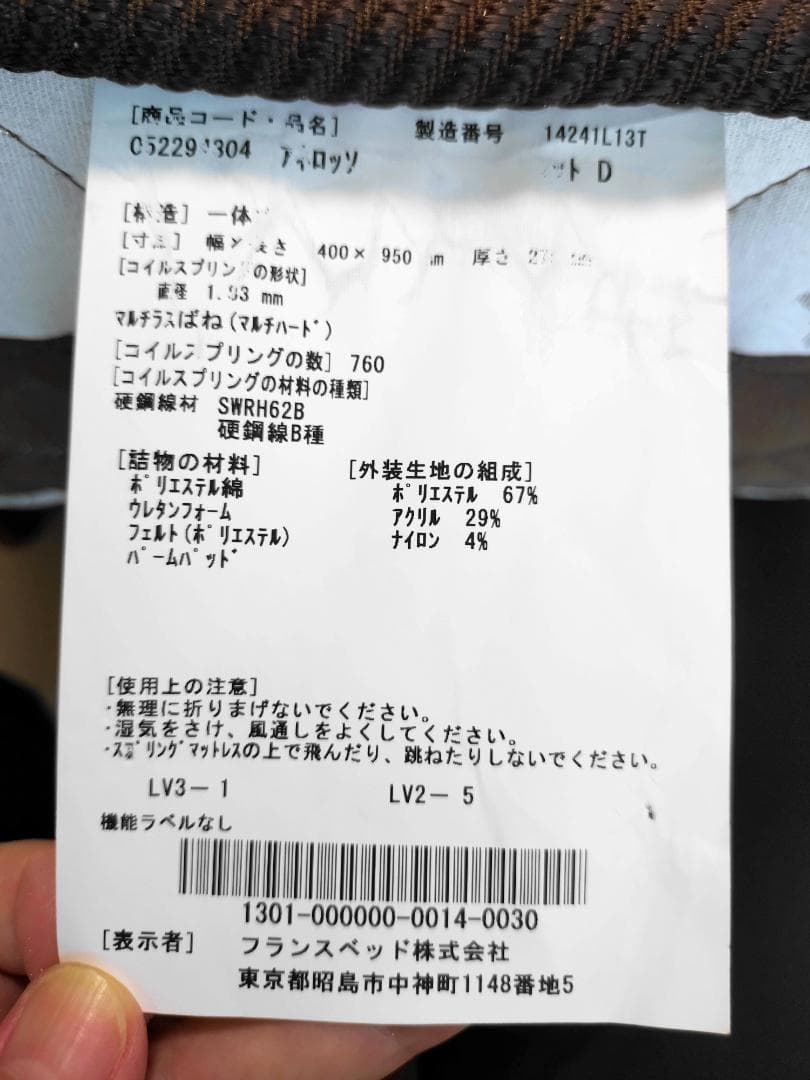 [商品コード・品名] 製造番号 14241L13T
ット D
[構造] 一体
[寸法] 幅×長さ 400× 950 mm 厚さ
[コイルスプリングの形状]
直径 1.93 mm
マルチラスばね(マルチハード)
[コイルスプリングの数] 760
[コイルスプリングの材料の種類]
硬鋼線材 SWRH62B
硬鋼線B種
[詰物の材料] [外装生地の組成]
ポリエステル綿 ポリエステル 67%
ウレタンフォーム アクリル 29%
フェルト(ポリエステル) ナイロン 4%
パームパッド
[使用上の注意]
・無理に折りまげないでください。
・湿気をさけ、風通しをよくしてください。
・スプリングマットレスの上で飛んだり、跳ねたりしないでください。
LV3－ 1 LV2－ 5
機能ラベルなし
1301-000000-0014-0030
[表示者] フランスベッド株式会社
東京都昭島市中神町1148番地5